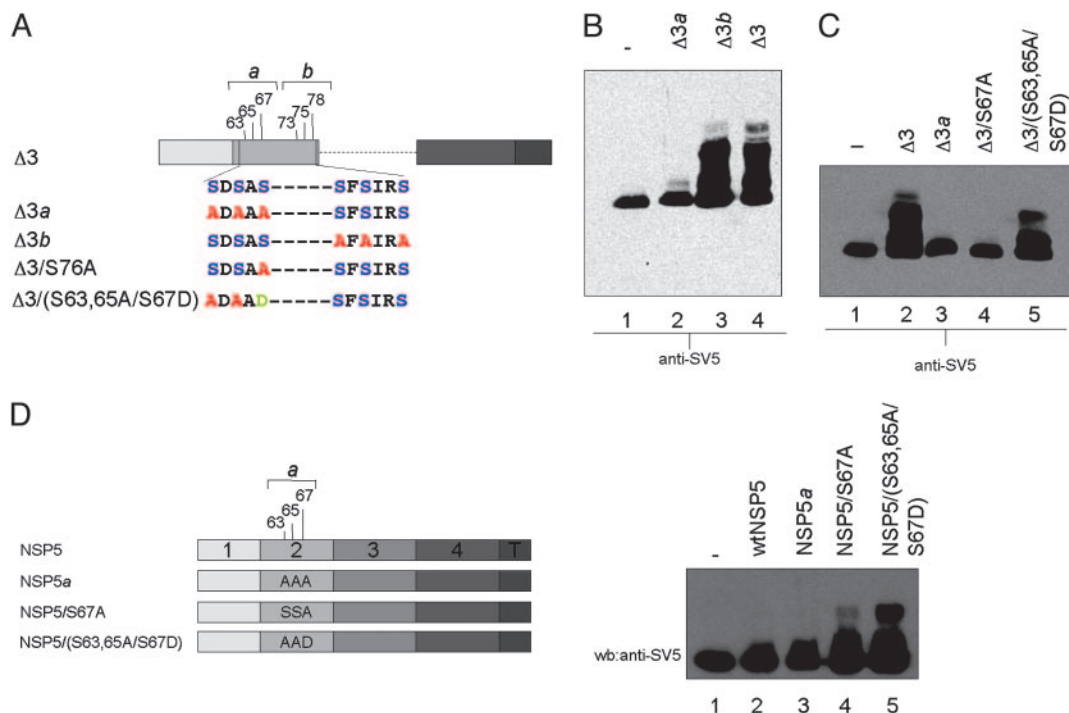 A
a b
63 65 67 73 75 78
Δ3
SDSAS-----SFSIRS
Δ3a ADAAA-----SFSIRS
Δ3b SDSAS-----AFAIRA
Δ3/S76A SDSAA-----SFSIRS
Δ3/(S63,65A/S67D) ADAAD-----SFSIRS
B
- Δ3a Δ3b Δ3
1 2 3 4
anti-SV5
C
- Δ3 Δ3a Δ3/S67A Δ3/(S63,65A/
S67D)
1 2 3 4 5
anti-SV5
D
a
63 65 67
NSP5 1 2 3 4 T
NSP5a AAA
NSP5/S67A SSA
NSP5/(S63,65A/S67D) AAD
- wtNSP5 NSP5a NSP5/S67A NSP5/(S63,65A/
S67D)
wb:anti-SV5
1 2 3 4 5